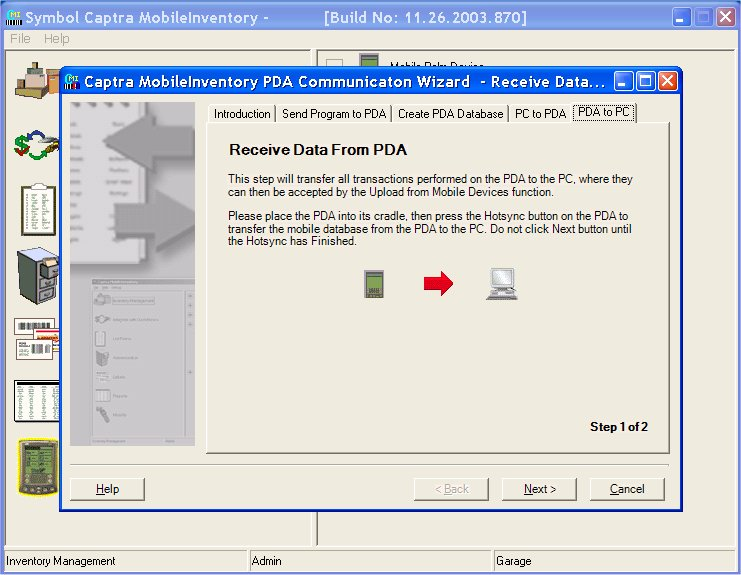 Symbol Captra MobileInventory - [Build No: 11.26.2003.870]
File Help
Mobile Palm Device
Captra MobileInventory PDA Communicaton Wizard - Receive Data...
Introduction Send Program to PDA Create PDA Database PC to PDA PDA to PC
Receive Data From PDA
This step will transfer all transactions performed on the PDA to the PC, where they
can then be accepted by the Upload from Mobile Devices function.
Please place the PDA into its cradle, then press the Hotsync button on the PDA to
transfer the mobile database from the PDA to the PC. Do not click Next button until
the Hotsync has Finished.
Inventory Management
Step 1 of 2
Help < Back Next > Cancel
Inventory Management Admin Garage